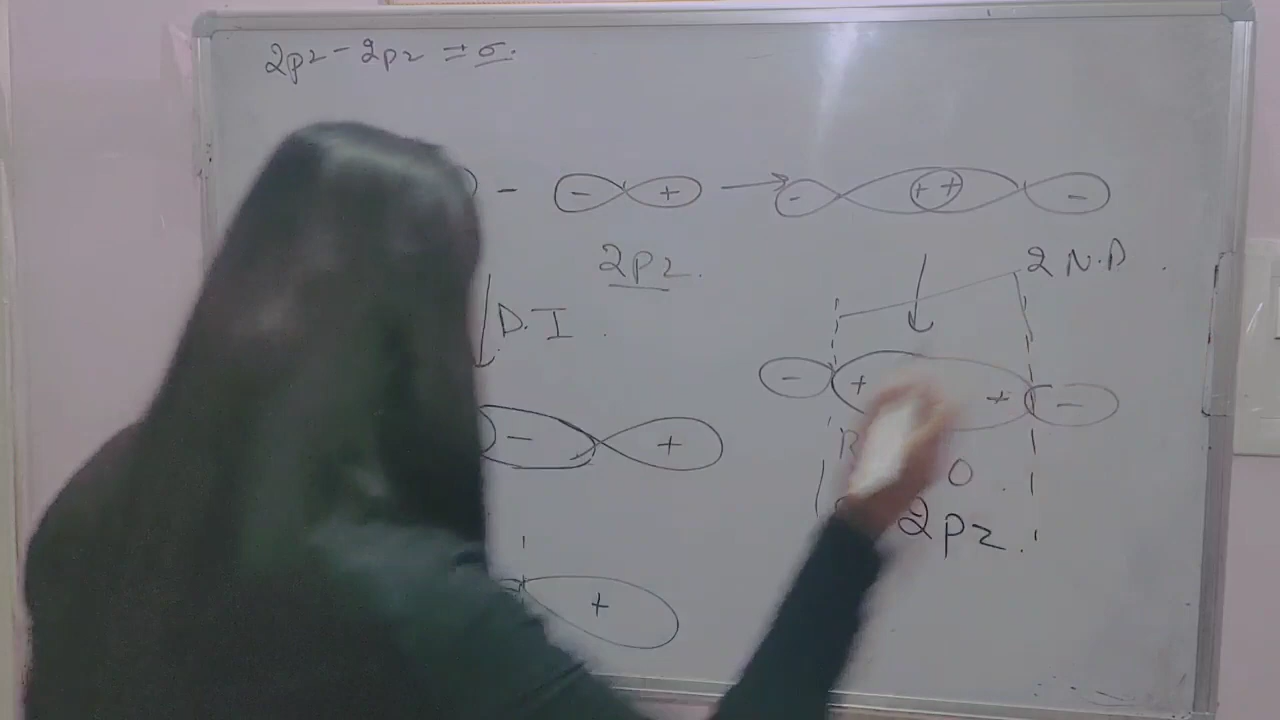 2pz - 2pz = σ.
- - + → - + + -
2pz.
2 N.D.
D.I.
- + + -
- +
O
2pz.
+